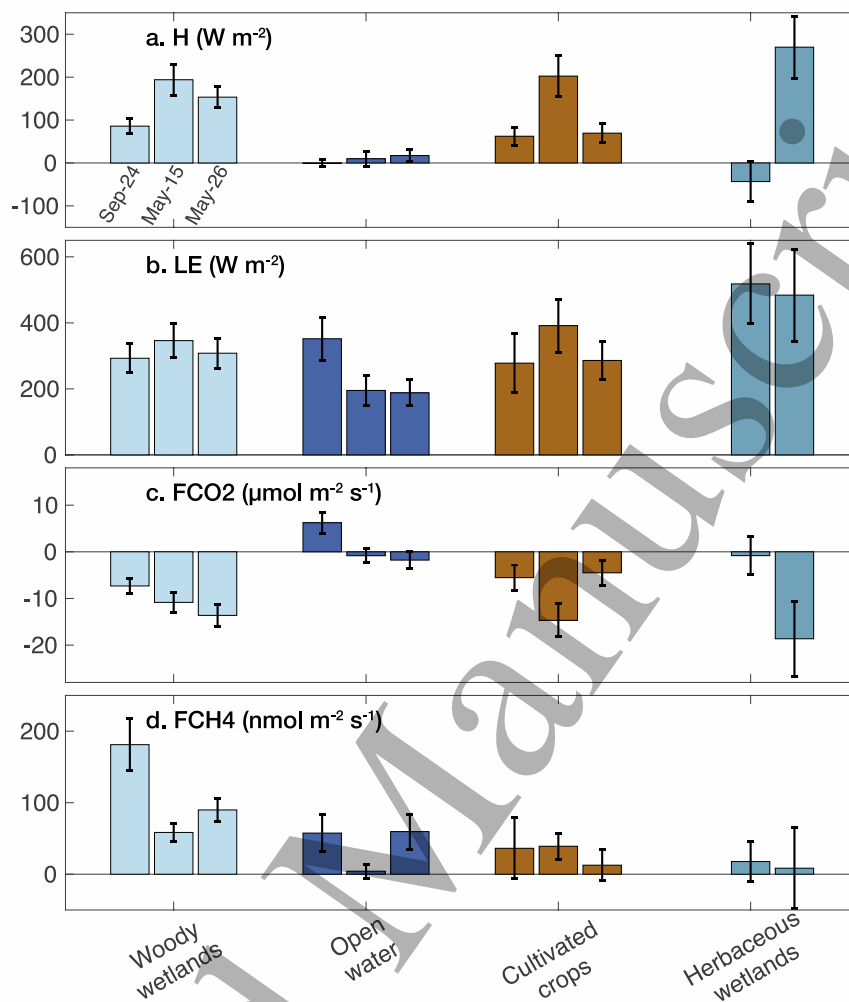 a. H (W m⁻²)
300
200
100
0
-100
Sep-24
May-15
May-26
b. LE (W m⁻²)
600
400
200
0
c. FCO2 (μmol m⁻² s⁻¹)
10
0
-10
-20
d. FCH4 (nmol m⁻² s⁻¹)
200
100
0
Woody
wetlands
Open
water
Cultivated
crops
Herbaceous
wetlands
Manuscri